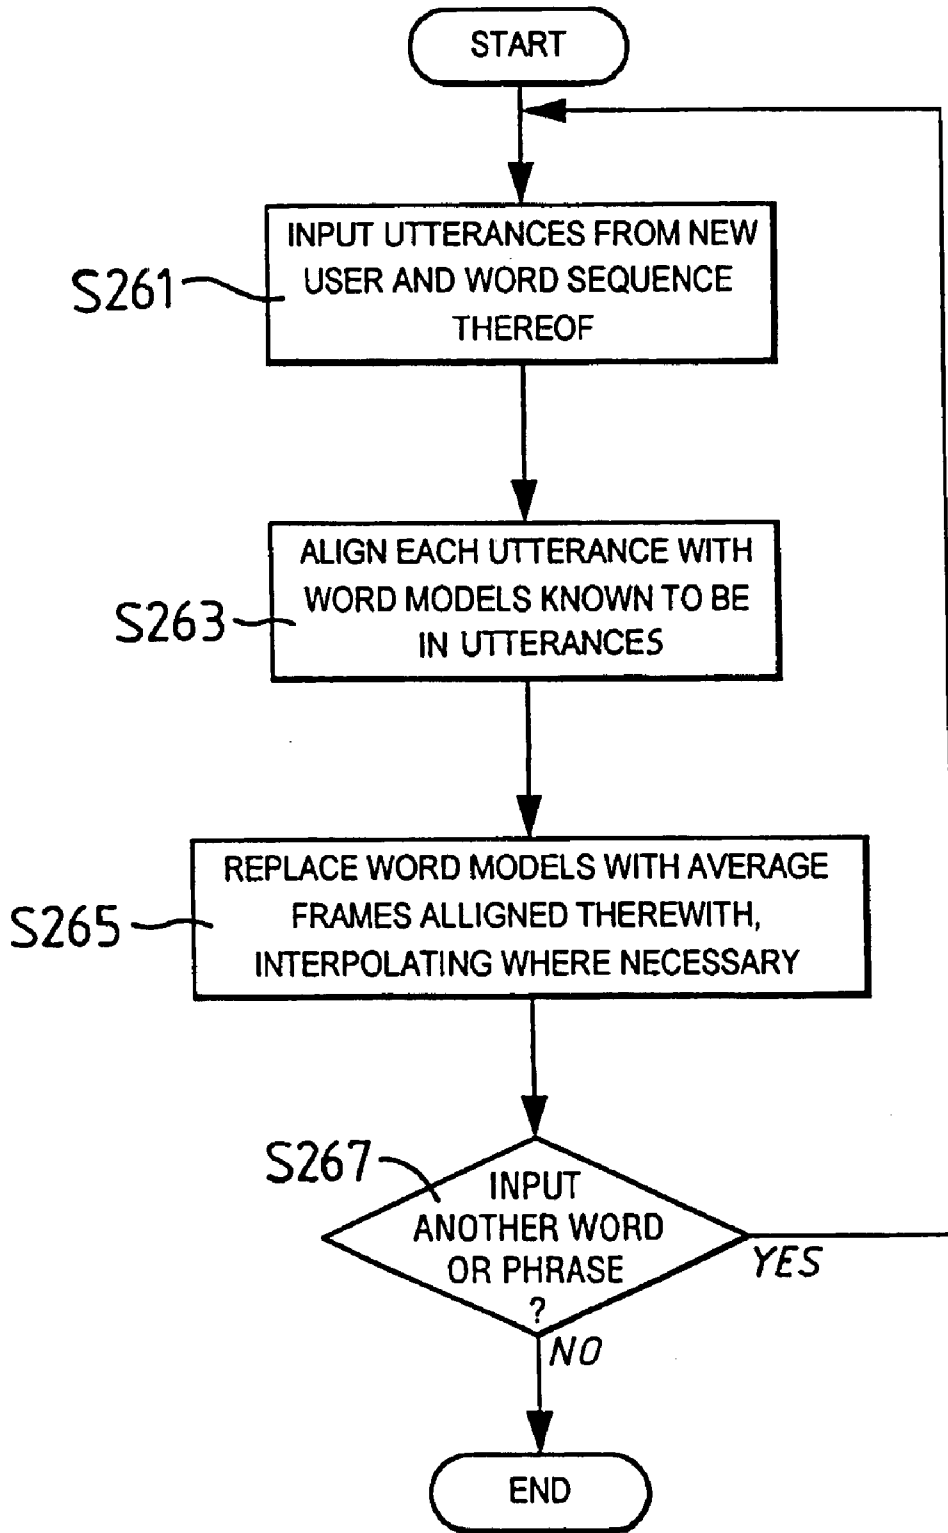 START
INPUT UTTERANCES FROM NEW
USER AND WORD SEQUENCE
THEREOF
S261
ALIGN EACH UTTERANCE WITH
WORD MODELS KNOWN TO BE
IN UTTERANCES
S263
REPLACE WORD MODELS WITH AVERAGE
FRAMES ALLIGNED THEREWITH,
INTERPOLATING WHERE NECESSARY
S265
S267
INPUT
ANOTHER WORD
OR PHRASE
?
YES
NO
END